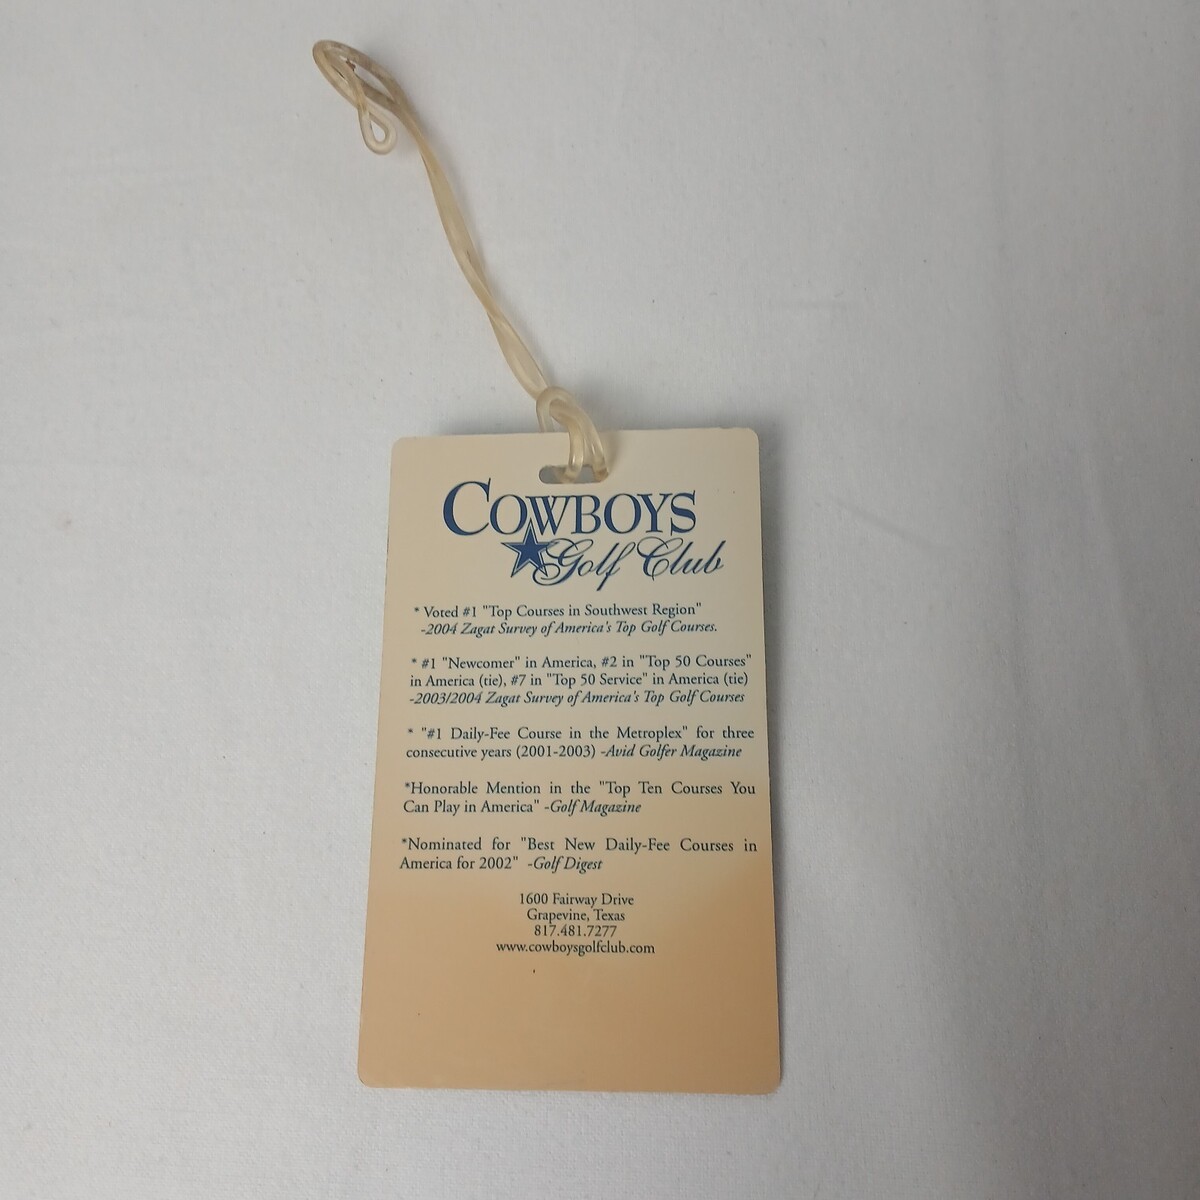 COWBOYS
Golf Club
* Voted #1 "Top Courses in Southwest Region"
-2004 Zagat Survey of America's Top Golf Courses.
* #1 "Newcomer" in America, #2 in "Top 50 Courses"
in America (tie), #7 in "Top 50 Service" in America (tie)
-2003/2004 Zagat Survey of America's Top Golf Courses
* "#1 Daily-Fee Course in the Metroplex" for three
consecutive years (2001-2003) -Avid Golfer Magazine
*Honorable Mention in the "Top Ten Courses You
Can Play in America" -Golf Magazine
*Nominated for "Best New Daily-Fee Courses in
America for 2002" -Golf Digest
1600 Fairway Drive
Grapevine, Texas
817.481.7277
www.cowboysgolfclub.com